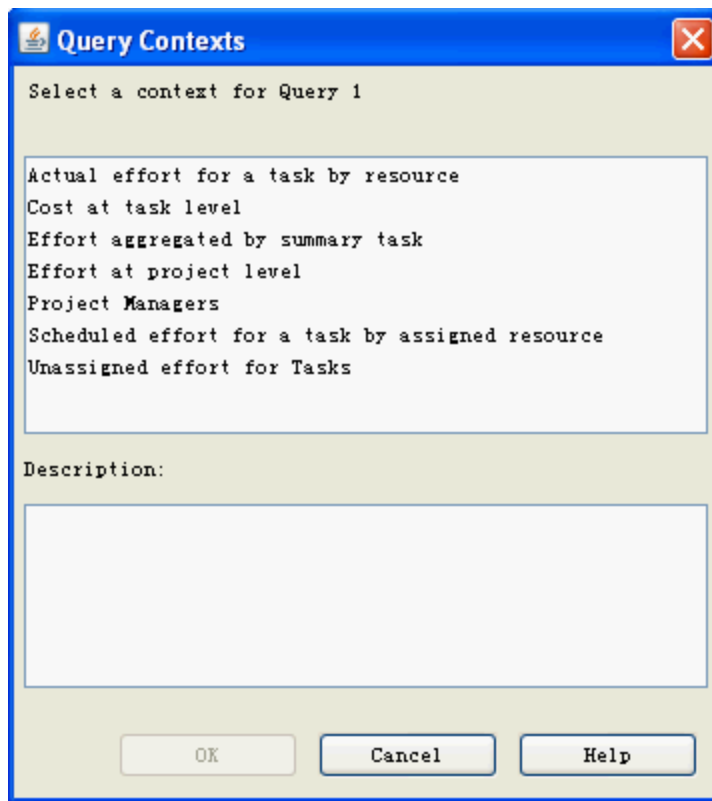 Query Contexts
Select a context for Query 1
Actual effort for a task by resource
Cost at task level
Effort aggregated by summary task
Effort at project level
Project Managers
Scheduled effort for a task by assigned resource
Unassigned effort for Tasks
Description:
OK Cancel Help